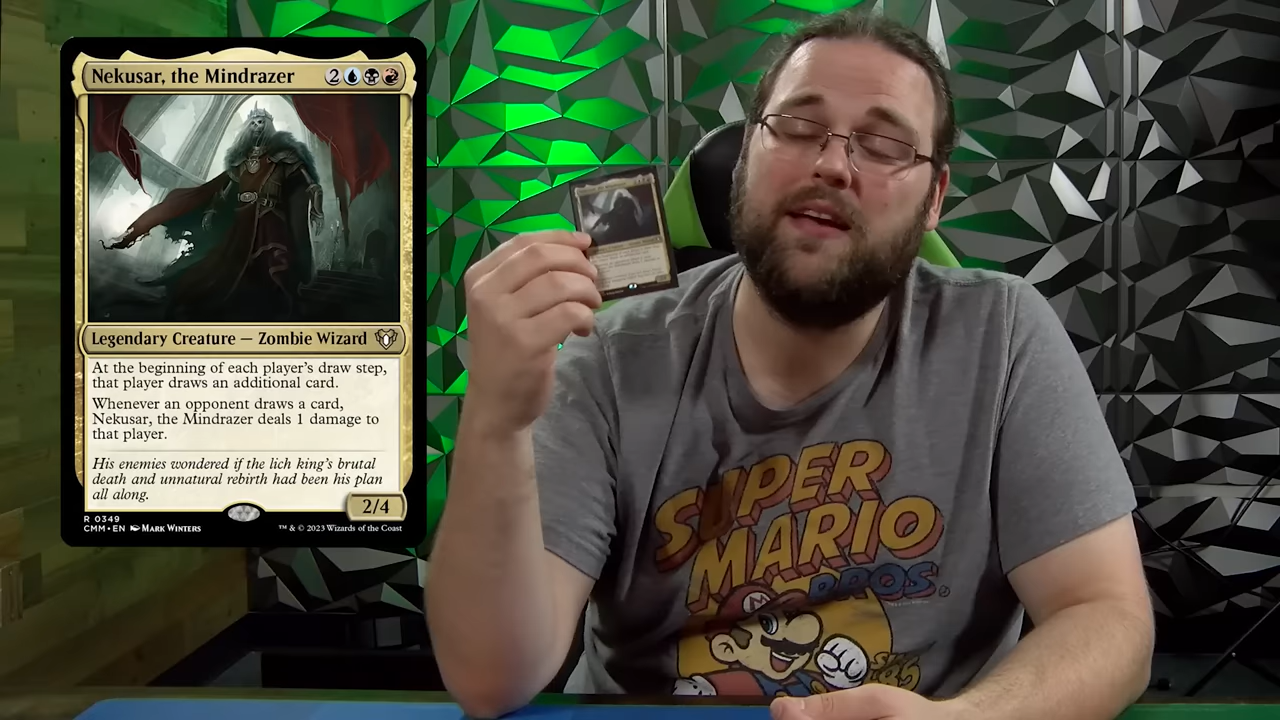 Nekusar, the Mindrazer 2
Legendary Creature — Zombie Wizard
At the beginning of each player's draw step,
that player draws an additional card.
Whenever an opponent draws a card,
Nekusar, the Mindrazer deals 1 damage to
that player.
His enemies wondered if the lich king's brutal
death and unnatural rebirth had been his plan
all along.
2/4
R 0349
CMM • EN Mark Winters
™ & © 2023 Wizards of the Coast
SUPER
MARIO
BROS.
M